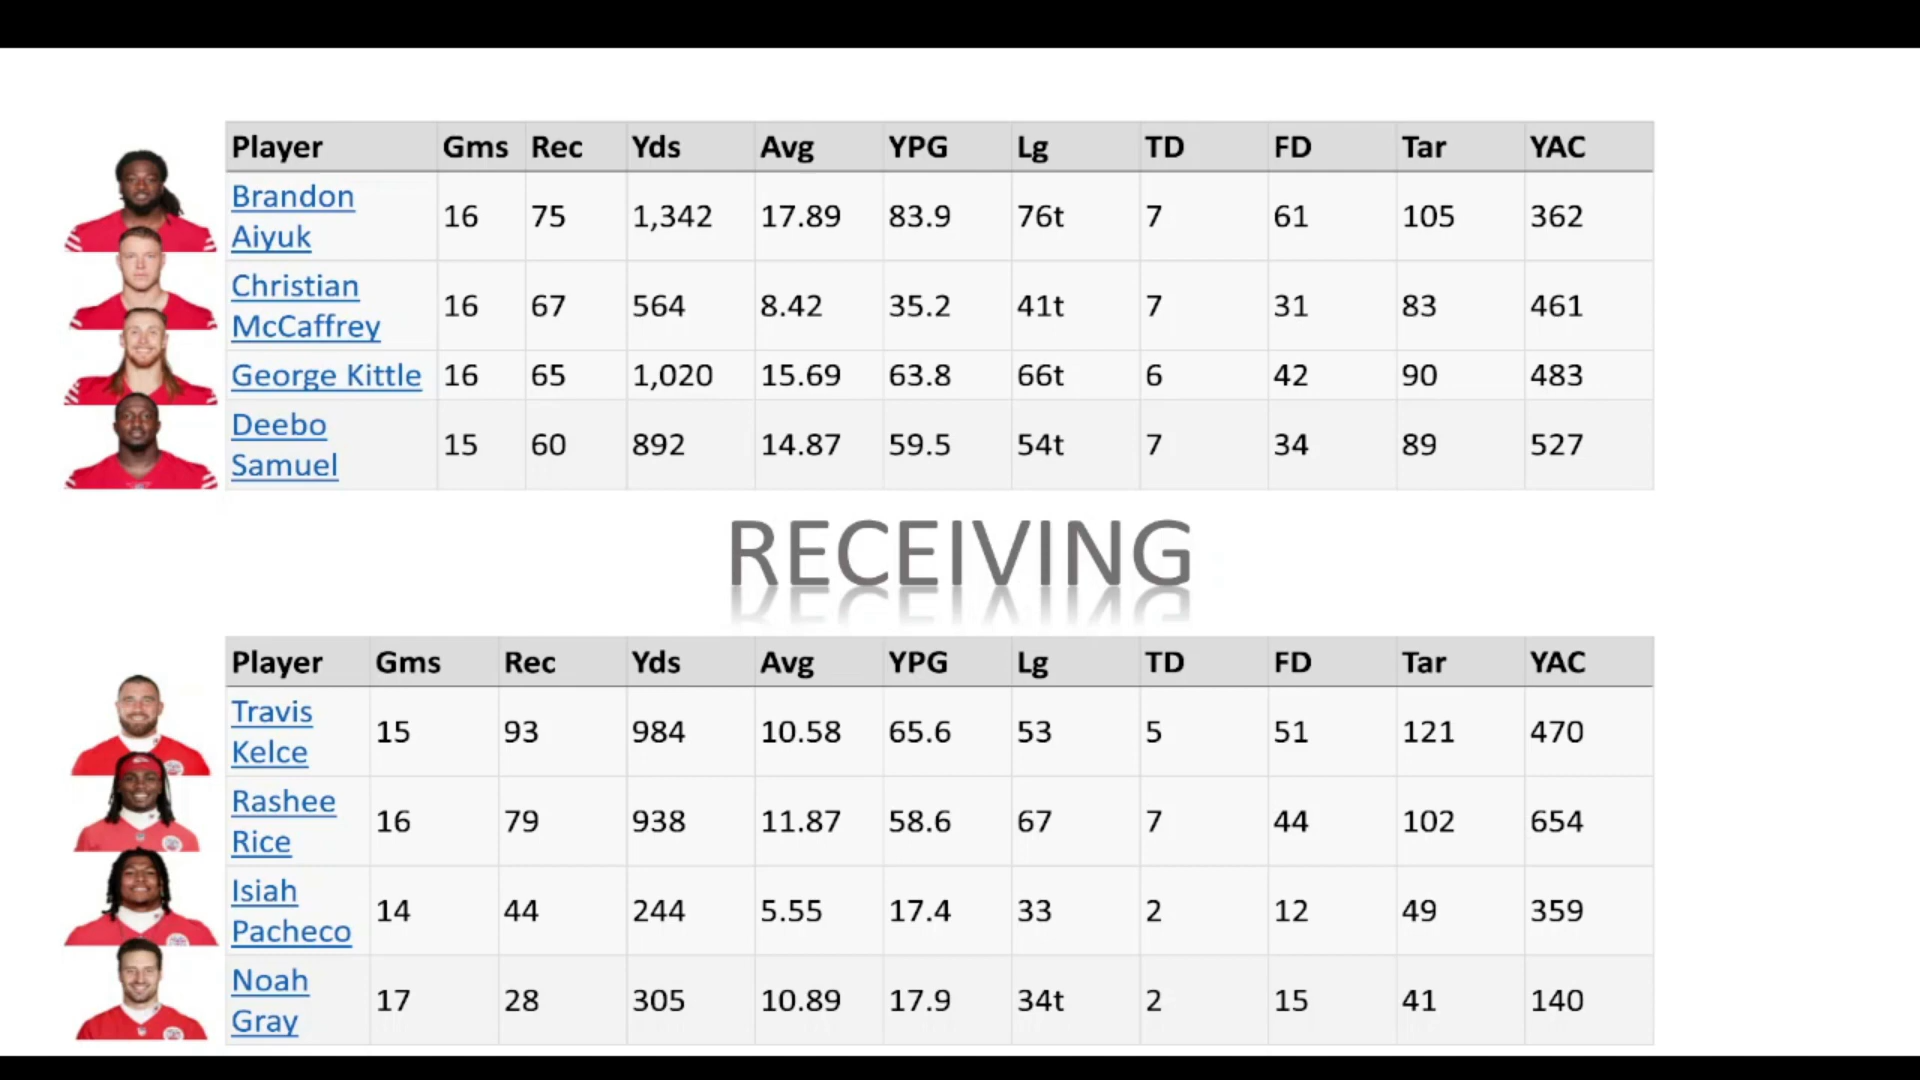 Player Gms Rec Yds Avg YPG Lg TD FD Tar YAC
Brandon Aiyuk 16 75 1,342 17.89 83.9 76t 7 61 105 362
Christian McCaffrey 16 67 564 8.42 35.2 41t 7 31 83 461
George Kittle 16 65 1,020 15.69 63.8 66t 6 42 90 483
Deebo Samuel 15 60 892 14.87 59.5 54t 7 34 89 527
RECEIVING
Player Gms Rec Yds Avg YPG Lg TD FD Tar YAC
Travis Kelce 15 93 984 10.58 65.6 53 5 51 121 470
Rashee Rice 16 79 938 11.87 58.6 67 7 44 102 654
Isiah Pacheco 14 44 244 5.55 17.4 33 2 12 49 359
Noah Gray 17 28 305 10.89 17.9 34t 2 15 41 140